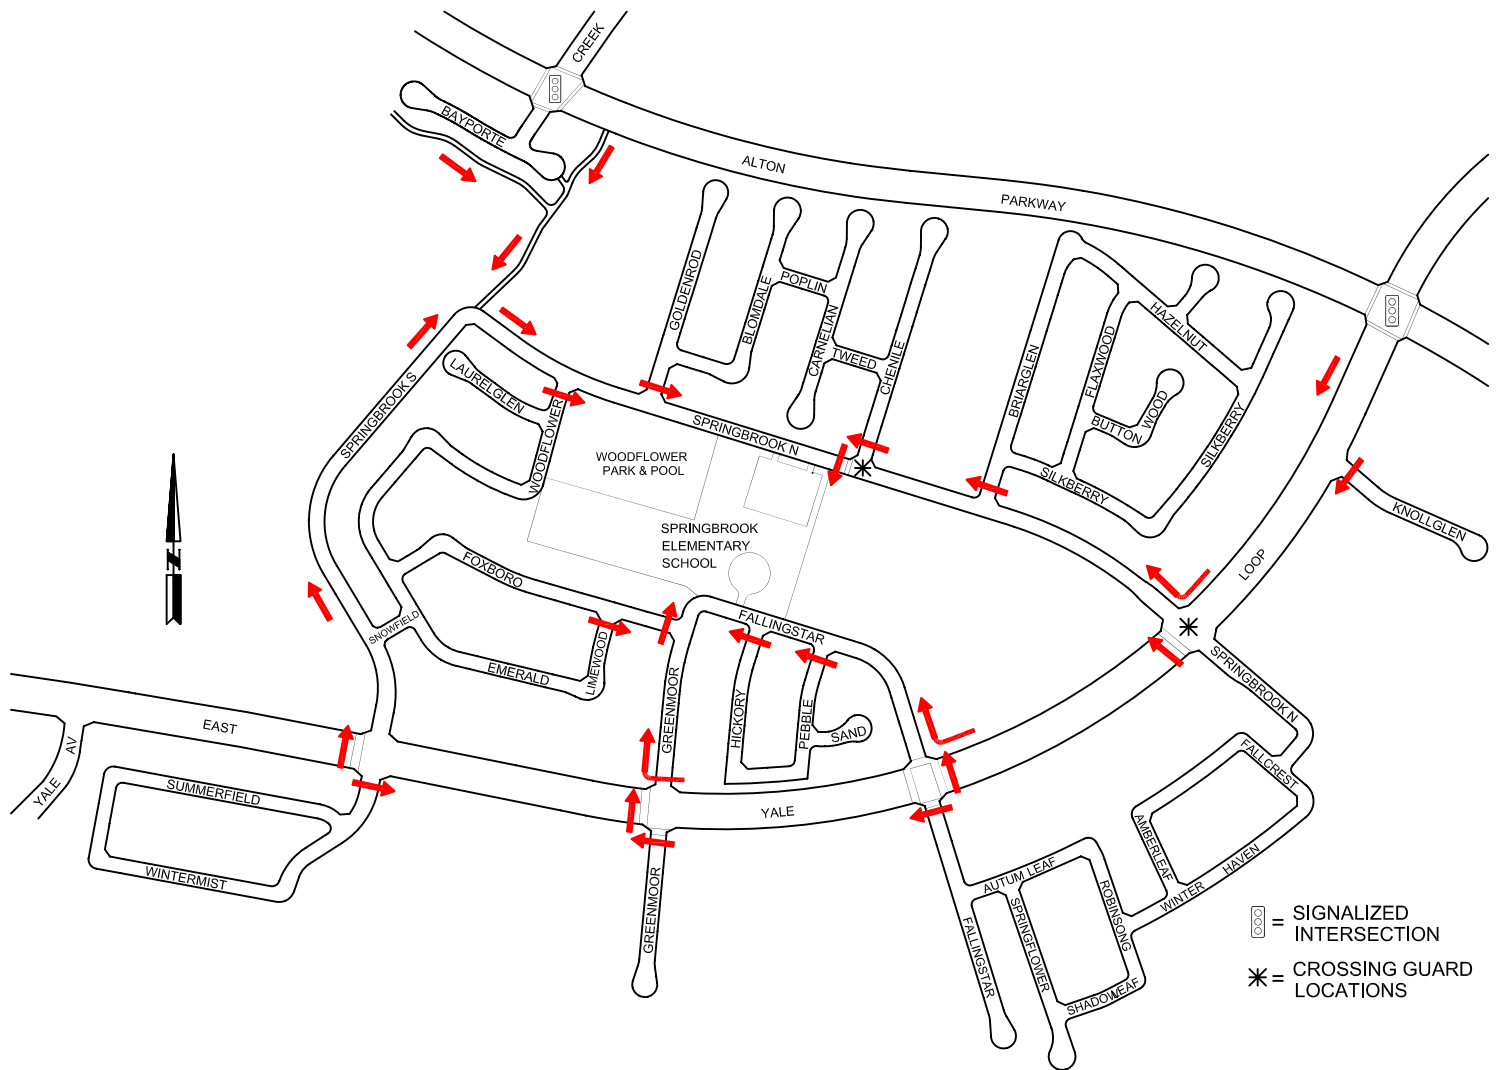 CREEK
BAYPORTE
ALTON
PARKWAY
GOLDENROD
BLOMDALE
POPLIN
CARNELIAN
TWEED
CHENILE
BRIARGLEN
FLAXWOOD
HAZELNUT
BUTTON
WOOD
SILKBERRY
SILKBERRY
SPRINGBROOK S
LAURELGLEN
WOODFLOWER
SPRINGBROOK N
WOODFLOWER
PARK & POOL
SPRINGBROOK
ELEMENTARY
SCHOOL
KNOLLGLEN
LOOP
FOXBORO
SNOWFIELD
EMERALD
LIMEWOOD
FALLINGSTAR
GREENMOOR
HICKORY
PEBBLE
SAND
SPRINGBROOK N
N
EAST
YALE AV
SUMMERFIELD
WINTERMIST
YALE
GREENMOOR
FALLCREST
AMBERLEAF
WINTER HAVEN
AUTUM LEAF
ROBINSONG
SPRINGFLOWER
FALLINGSTAR
SHADOWLEAF
= SIGNALIZED
INTERSECTION
= CROSSING GUARD
LOCATIONS